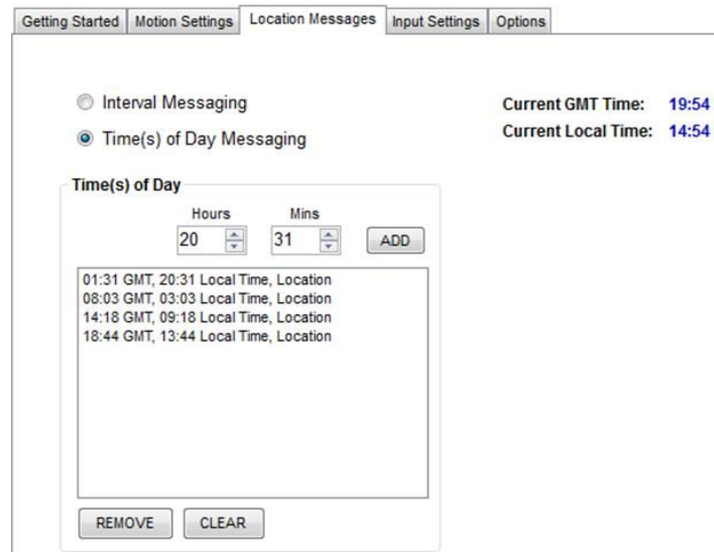 Getting Started Motion Settings Location Messages Input Settings Options
Interval Messaging
Current GMT Time: 19:54
Time(s) of Day Messaging
Current Local Time: 14:54
Time(s) of Day
Hours Mins
20 31 ADD
01:31 GMT, 20:31 Local Time, Location
08:03 GMT, 03:03 Local Time, Location
14:18 GMT, 09:18 Local Time, Location
18:44 GMT, 13:44 Local Time, Location
REMOVE CLEAR